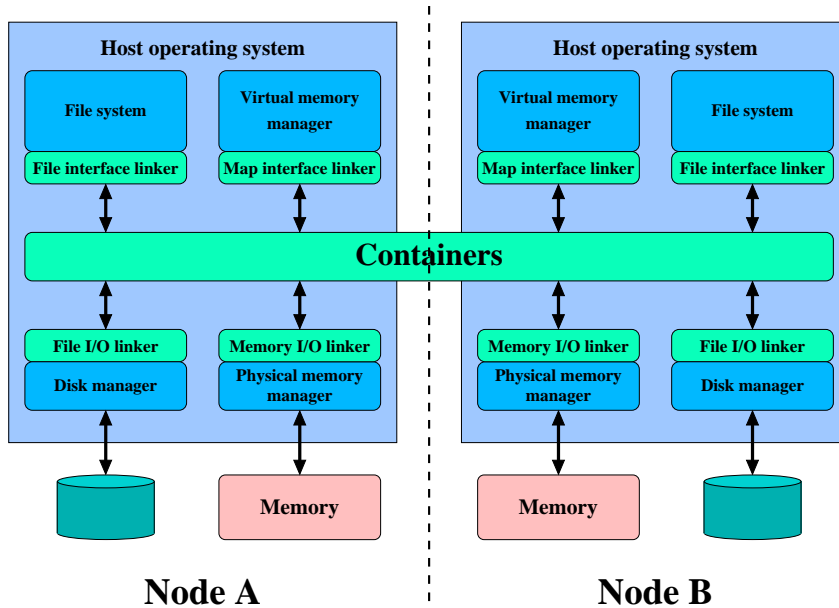 Host operating system
File system
Virtual memory
manager
File interface linker
Map interface linker
Host operating system
Virtual memory
manager
File system
Map interface linker
File interface linker
Containers
File I/O linker
Disk manager
Memory I/O linker
Physical memory
manager
Memory I/O linker
Physical memory
manager
File I/O linker
Disk manager
Memory
Memory
Node A
Node B